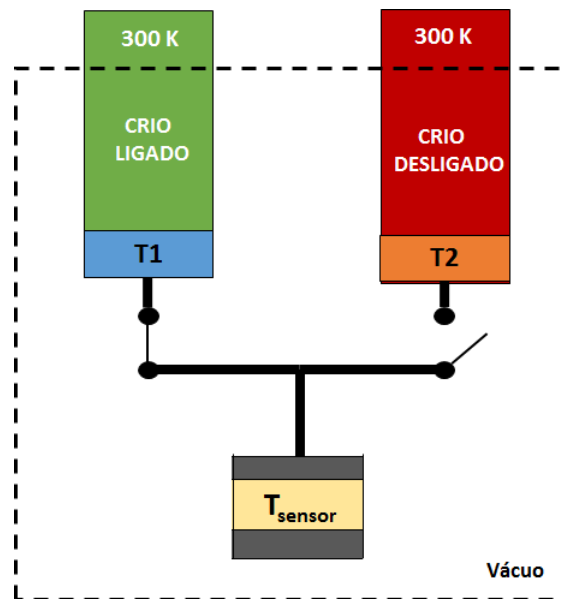 300 K
CRIO
LIGADO
T1
300 K
CRIO
DESLIGADO
T2
Tsensor
Vácuo